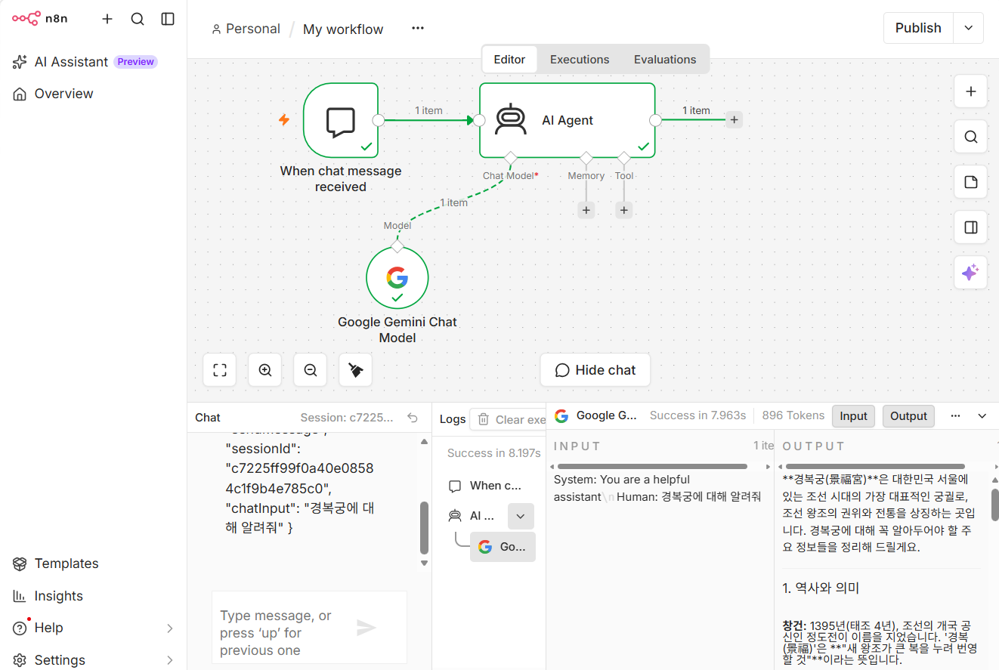 n8n
Personal / My workflow
Publish
AI Assistant Preview
Overview
Editor Executions Evaluations
1 item
AI Agent
1 item
When chat message
received
Chat Model* Memory Tool
1 item
Model
Google Gemini Chat
Model
Hide chat
Templates
Insights
Help
Settings
Chat Session: c7225...
"sessionId":
"c7225ff99f0a40e0858
4c1f9b4e785c0",
"chatInput": "경복궁에 대
해 알려줘" }
Type message, or
press ‘up’ for
previous one
Logs Clear exe
Success in 8.197s
When c...
AI ...
Go...
Google G... Success in 7.963s 896 Tokens Input Output
INPUT 1 ite
System: You are a helpful
assistant\nHuman: 경복궁에 대해 알려줘
OUTPUT
**경복궁(景福宮)**은 대한민국 서울에
있는 조선 시대의 가장 대표적인 궁궐로,
조선 왕조의 권위와 전통을 상징하는 곳입
니다. 경복궁에 대해 꼭 알아두어야 할 주
요 정보들을 정리해 드릴게요.
1. 역사와 의미
창건: 1395년(태조 4년), 조선의 개국 공
신인 정도전이 이름을 지었습니다. '경복
(景福)'은 **"새 왕조가 큰 복을 누려 번영
할 것"**이라는 뜻입니다.